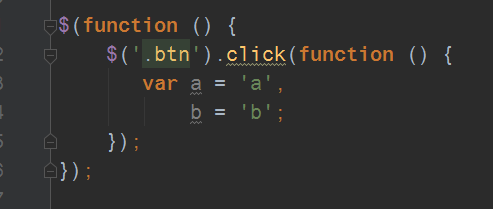 $(function () {
$('.btn').click(function () {
var a = 'a',
b = 'b';
});
});